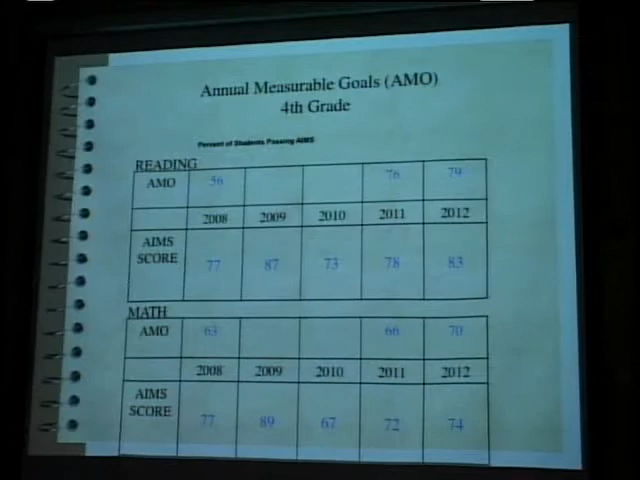 Annual Measurable Goals (AMO)
4th Grade
Percent of Students Passing AIMS
READING
AMO 56 76 79
2008 2009 2010 2011 2012
AIMS
SCORE 77 87 73 78 83
MATH
AMO 63 66 70
2008 2009 2010 2011 2012
AIMS
SCORE 77 89 67 72 74